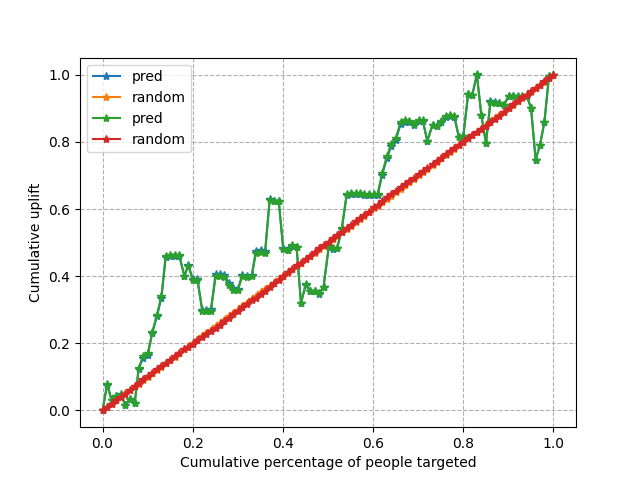 pred
random
pred
random
1.0
0.8
0.6
0.4
0.2
0.0
Cumulative uplift
0.0 0.2 0.4 0.6 0.8 1.0
Cumulative percentage of people targeted